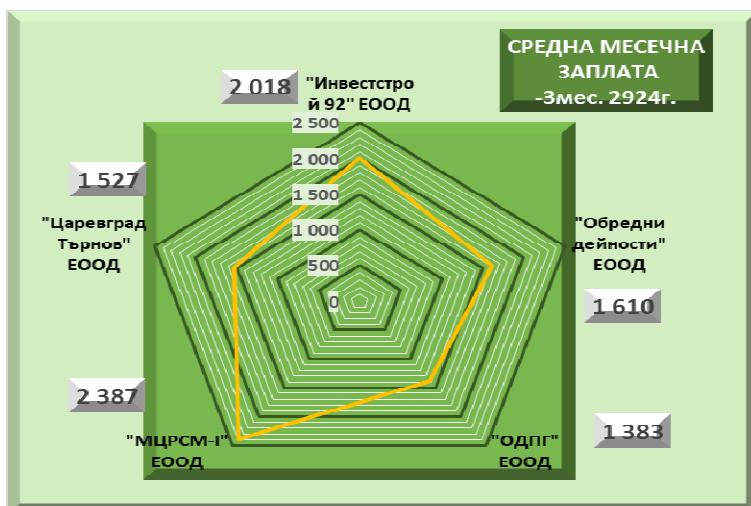 СРЕДНА МЕСЕЧНА
ЗАПЛАТА
-3мес. 2924г.
2 018
"Инвестстро
й 92" ЕООД
2 500
2 000
1 500
1 000
500
0
1 527
"Царевград
Търнов"
ЕООД
"Обредни
дейности"
ЕООД
1 610
2 387
"МЦРСМ-I"
ЕООД
"ОДПГ"
ЕООД
1 383